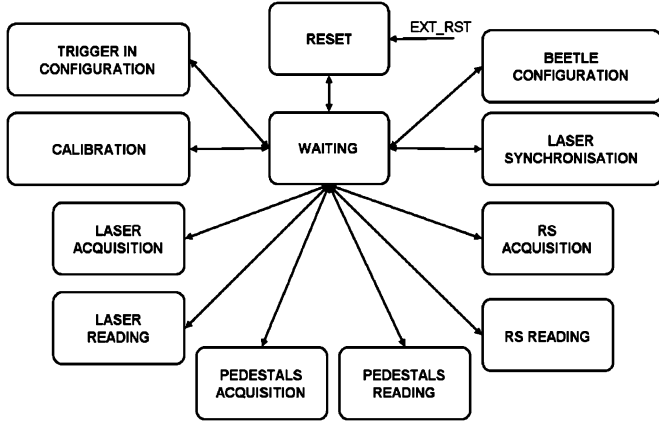 TRIGGER IN
CONFIGURATION
RESET
EXT_RST
BEETLE
CONFIGURATION
CALIBRATION
WAITING
LASER
SYNCHRONISATION
LASER
ACQUISITION
RS
ACQUISITION
LASER
READING
RS READING
PEDESTALS
ACQUISITION
PEDESTALS
READING